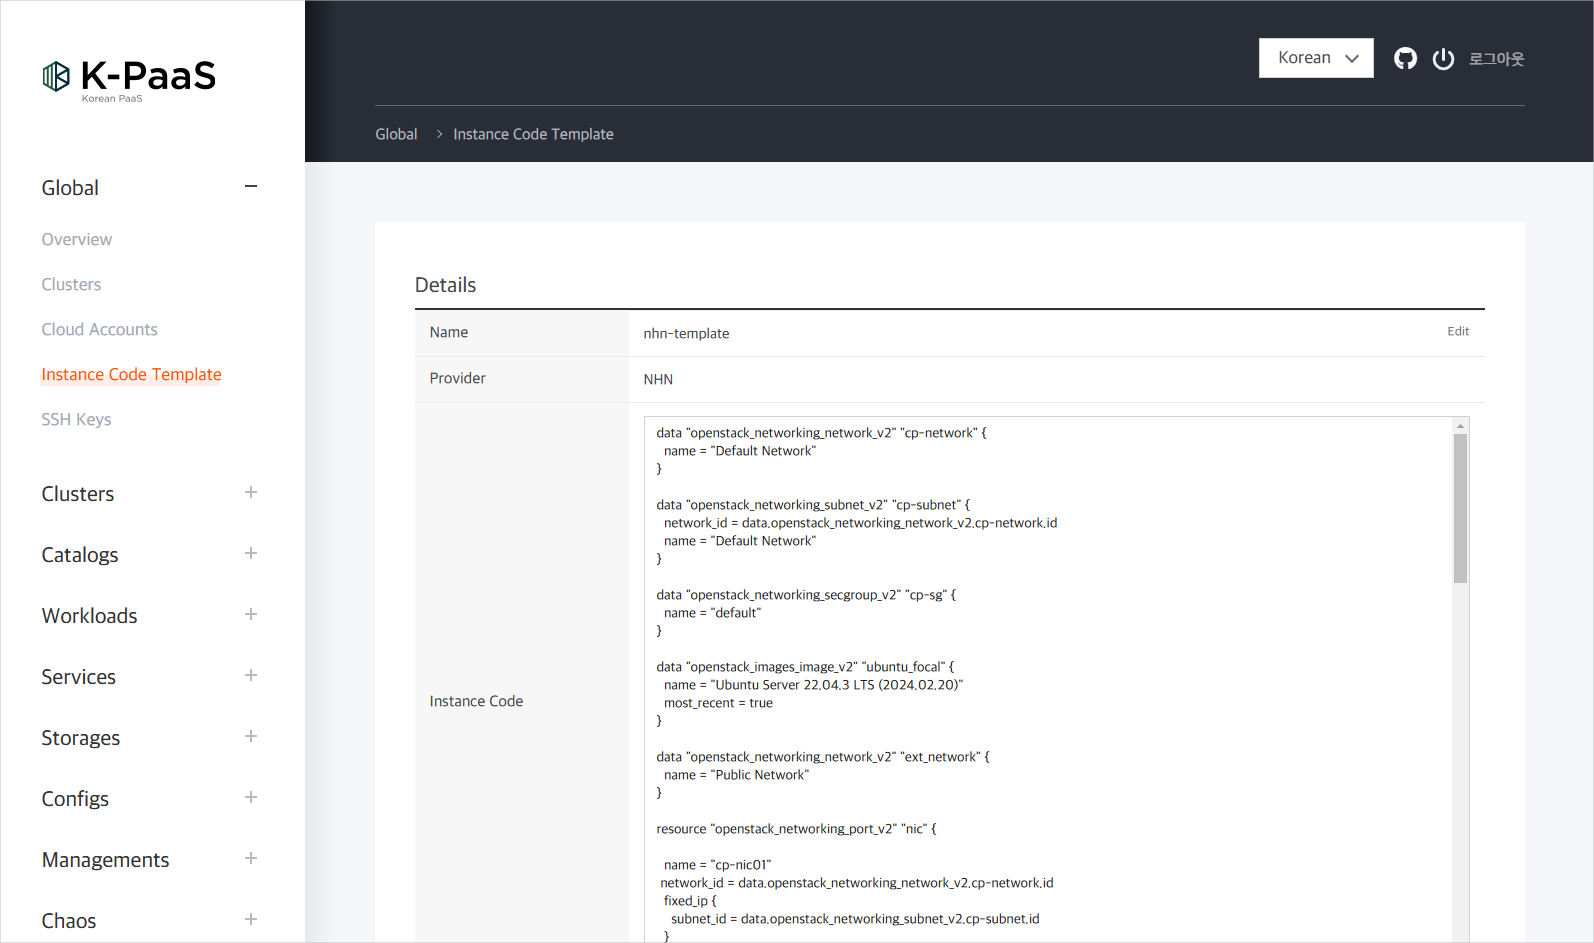 K-PaaS
Korean PaaS
Korean
로그아웃
Global > Instance Code Template
Global
Overview
Clusters
Cloud Accounts
Instance Code Template
SSH Keys
Clusters
Catalogs
Workloads
Services
Storages
Configs
Managements
Chaos
Details
Name
nhn-template
Edit
Provider
NHN
Instance Code
data "openstack_networking_network_v2" "cp-network" {
name = "Default Network"
}
data "openstack_networking_subnet_v2" "cp-subnet" {
network_id = data.openstack_networking_network_v2.cp-network.id
name = "Default Network"
}
data "openstack_networking_secgroup_v2" "cp-sg" {
name = "default"
}
data "openstack_images_image_v2" "ubuntu_focal" {
name = "Ubuntu Server 22.04.3 LTS (2024.02.20)"
most_recent = true
}
data "openstack_networking_network_v2" "ext_network" {
name = "Public Network"
}
resource "openstack_networking_port_v2" "nic" {
name = "cp-nic01"
network_id = data.openstack_networking_network_v2.cp-network.id
fixed_ip {
subnet_id = data.openstack_networking_subnet_v2.cp-subnet.id
}